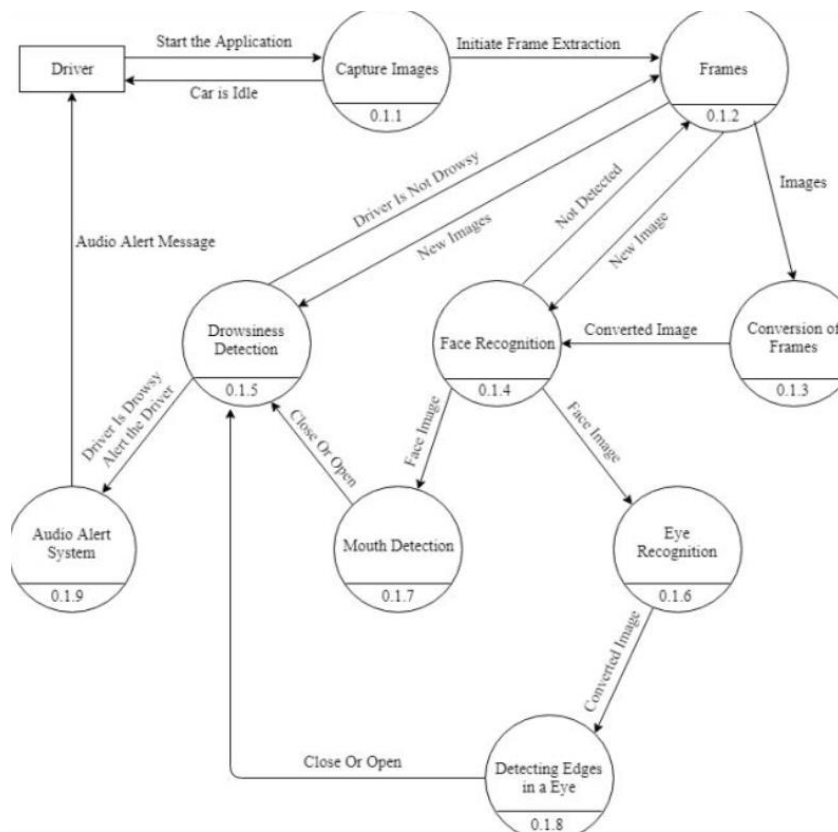 Start the Application
Initiate Frame Extraction
Driver
Capture Images
Frames
Car is Idle
0.1.1
0.1.2
Driver Is Not Drowsy
Not Detected
Images
New Images
New Image
Audio Alert Message
Drowsiness
Detection
Face Recognition
Converted Image
Conversion of
Frames
0.1.5
0.1.4
0.1.3
Driver Is Drowsy
Alert the Driver
Close Or Open
Face Image
Face Image
Audio Alert
System
Mouth Detection
Eye
Recognition
0.1.9
0.1.7
0.1.6
Converted Image
Close Or Open
Detecting Edges
in a Eye
0.1.8